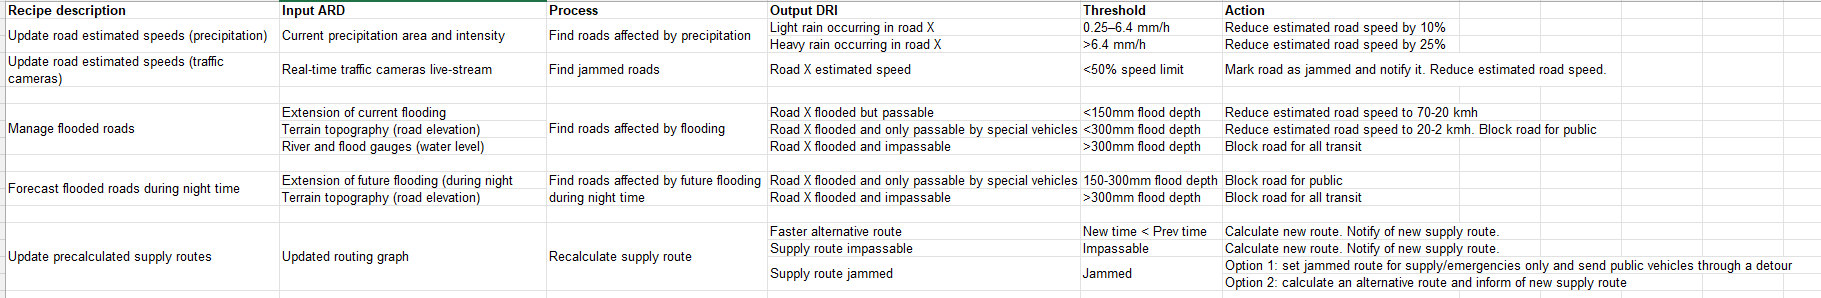 Recipe description Input ARD Process Output DRI Threshold Action
Update road estimated speeds (precipitation) Current precipitation area and intensity Find roads affected by precipitation Light rain occurring in road X 0.25–6.4 mm/h Reduce estimated road speed by 10%
Heavy rain occurring in road X >6.4 mm/h Reduce estimated road speed by 25%
Update road estimated speeds (traffic
cameras) Real-time traffic cameras live-stream Find jammed roads Road X estimated speed <50% speed limit Mark road as jammed and notify it. Reduce estimated road speed.
Extension of current flooding Road X flooded but passable <150mm flood depth Reduce estimated road speed to 70-20 kmh
Manage flooded roads Terrain topography (road elevation) Find roads affected by flooding Road X flooded and only passable by special vehicles <300mm flood depth Reduce estimated road speed to 20-2 kmh. Block road for public
River and flood gauges (water level) Road X flooded and impassable >300mm flood depth Block road for all transit
Forecast flooded roads during night time Extension of future flooding (during night Find roads affected by future flooding Road X flooded and only passable by special vehicles 150-300mm flood depth Block road for public
Terrain topography (road elevation) during night time Road X flooded and impassable >300mm flood depth Block road for all transit
Faster alternative route New time < Prev time Calculate new route. Notify of new supply route.
Supply route impassable Impassable Calculate new route. Notify of new supply route.
Update precalculated supply routes Updated routing graph Recalculate supply route Supply route jammed Jammed Option 1: set jammed route for supply/emergencies only and send public vehicles through a detour
Option 2: calculate an alternative route and inform of new supply route